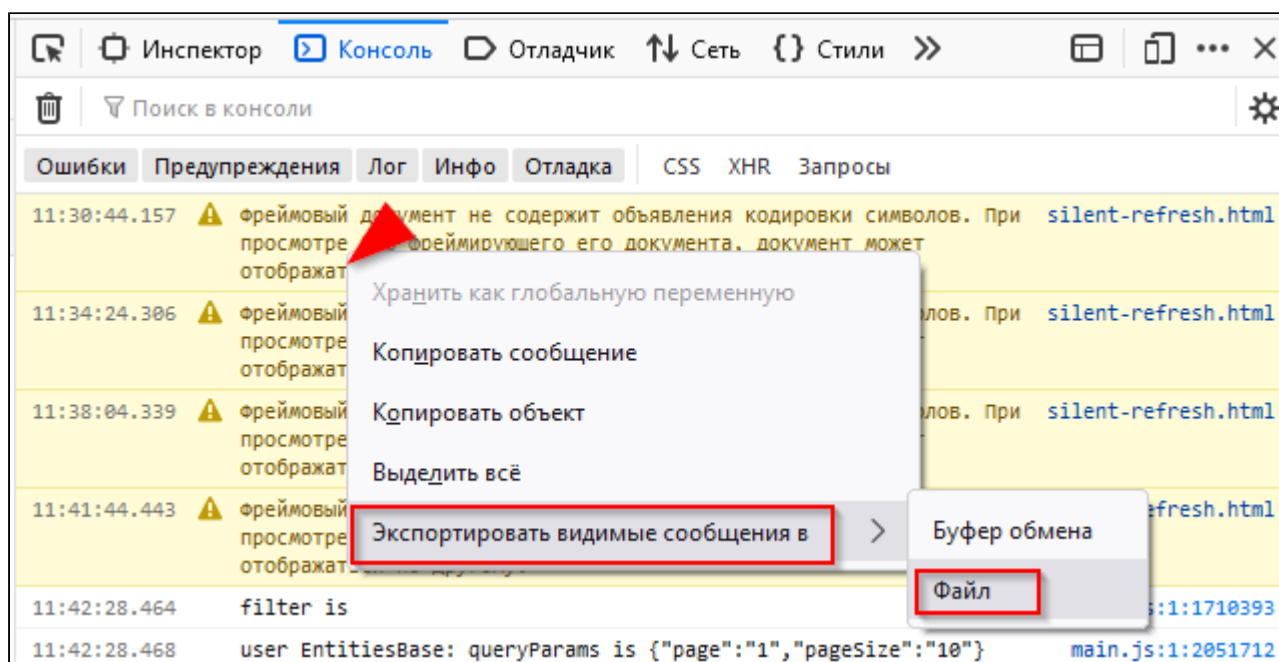 Инспектор Консоль Отладчик Сеть {} Стили
Поиск в консоли
Ошибки Предупреждения Лог Инфо Отладка CSS XHR Запросы
11:30:44.157 Фреймовый документ не содержит объявления кодировки символов. При silent-refresh.html
просмотре фреймирующего его документа, документ может
отображат
Хранить как глобальную переменную
11:34:24.306 Фреймовый лов. При silent-refresh.html
просмотре
Копировать сообщение
отображат
11:38:04.339 Фреймовый Копировать объект лов. При silent-refresh.html
просмотре
отображат
Выделить всё
11:41:44.443 Фреймовый efresh.html
Экспортировать видимые сообщения в Буфер обмена
просмотре
отображат
Файл
11:42:28.464 filter is s:1:1710393
11:42:28.468 user EntitiesBase: queryParams is {"page":"1","pageSize":"10"} main.js:1:2051712